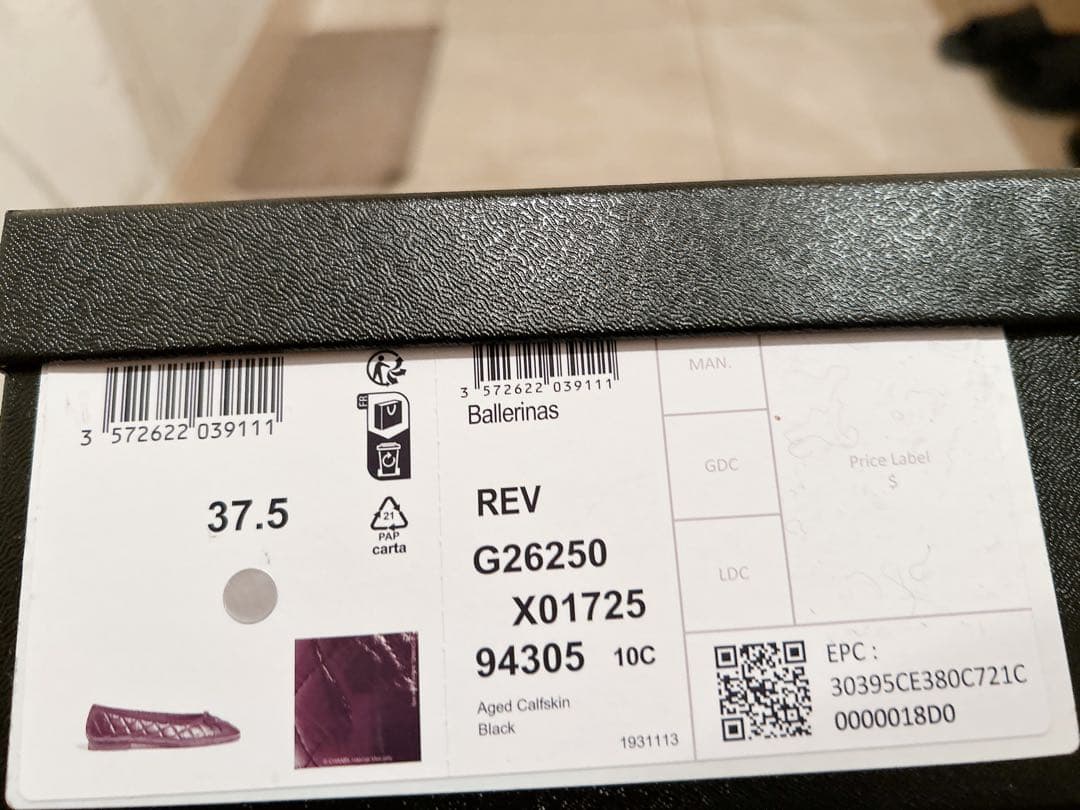 3 572622 039111
37.5
FR
21
PAP
carta
3 572622 039111
Ballerinas
REV
G26250
X01725
94305 10C
Aged Calfskin
Black
1931113
MAN.
GDC
LDC
Price Label
$
EPC :
30395CE380C721C
0000018D0